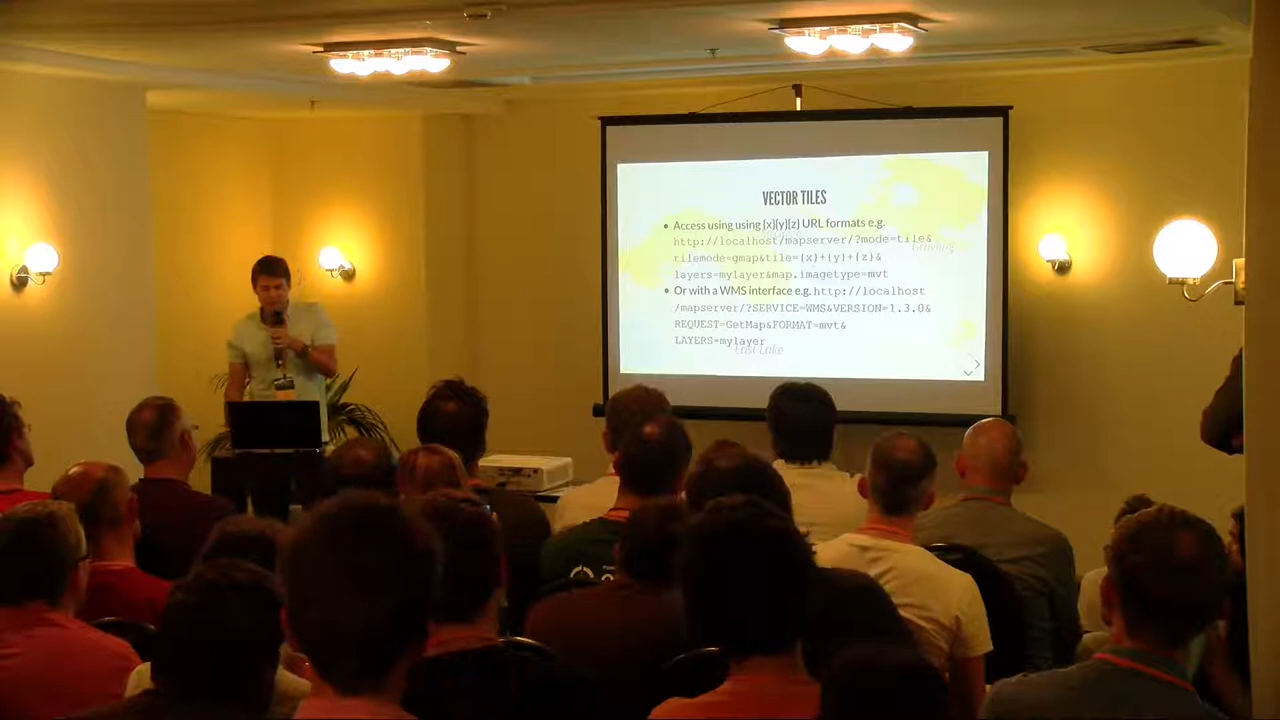 VECTOR TILES
Access using using {x}{y}{z} URL formats e.g.
http://localhost/mapserver/?mode=tile&
tilemode=gmap&tile={x}+{y}+{z}&
layers=mylayer&map.imagetype=mvt
Or with a WMS interface e.g. http://localhost
/mapserver/?SERVICE=WMS&VERSION=1.3.0&
REQUEST=GetMap&FORMAT=mvt&
LAYERS=mylayer
East Lake